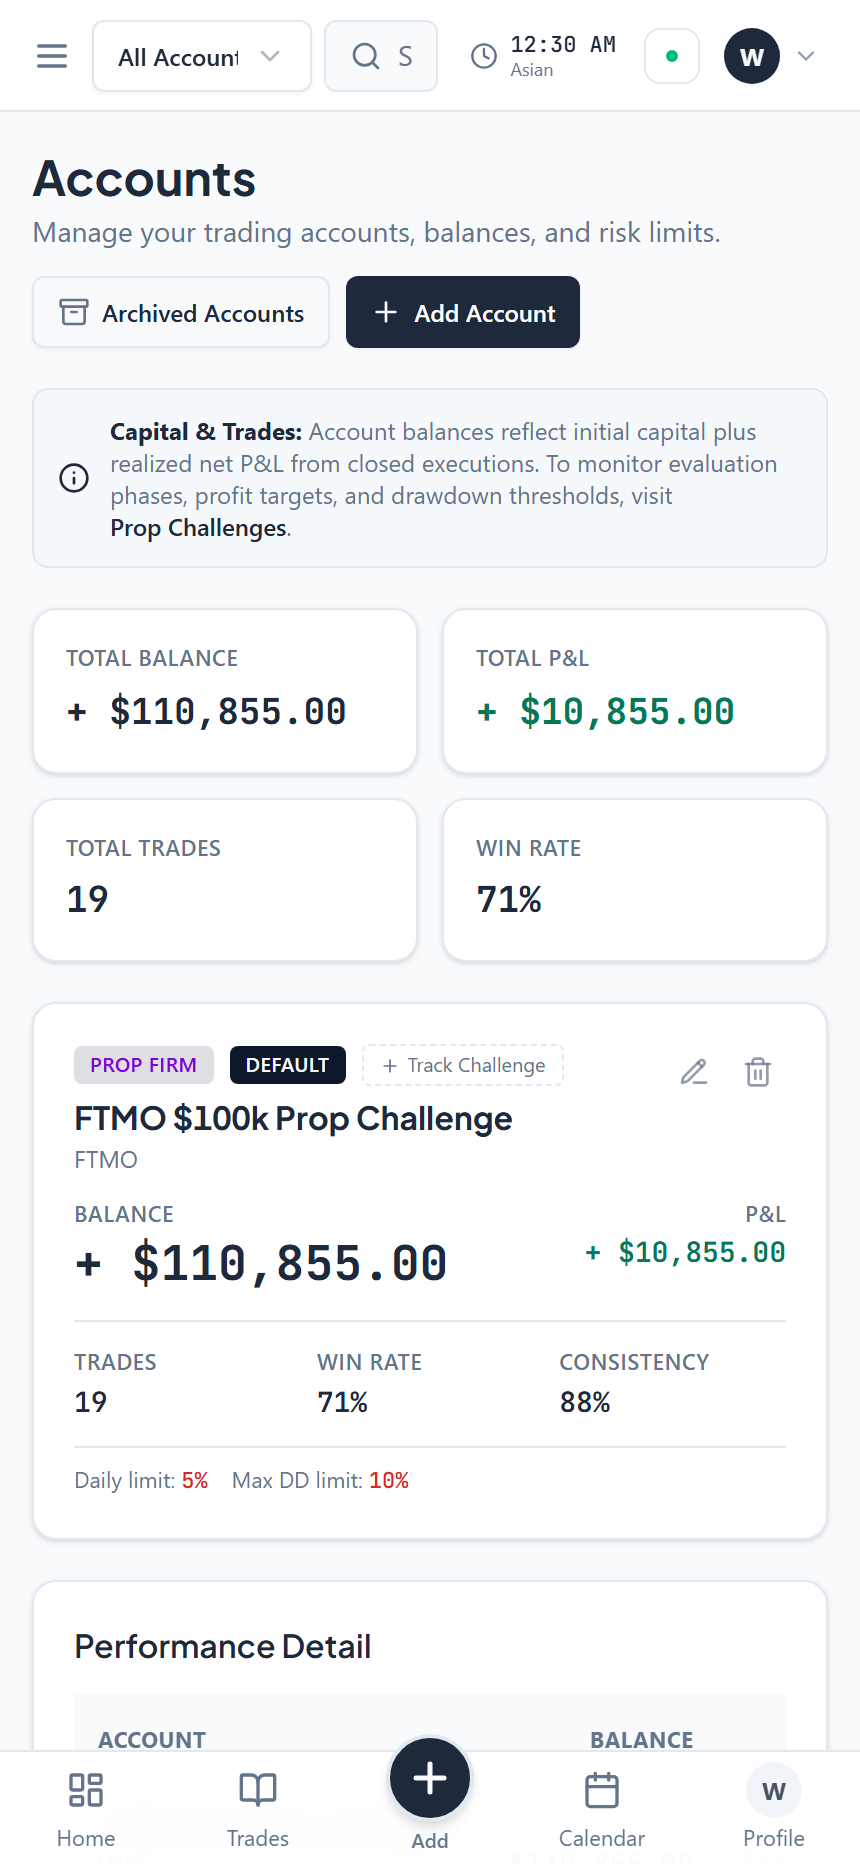 All Account
S
12:30 AM
Asian
W
Accounts
Manage your trading accounts, balances, and risk limits.
Archived Accounts
Add Account
Capital & Trades: Account balances reflect initial capital plus
realized net P&L from closed executions. To monitor evaluation
phases, profit targets, and drawdown thresholds, visit
Prop Challenges.
TOTAL BALANCE
+ $110,855.00
TOTAL P&L
+ $10,855.00
TOTAL TRADES
19
WIN RATE
71%
PROP FIRM
DEFAULT
+ Track Challenge
FTMO $100k Prop Challenge
FTMO
BALANCE
+ $110,855.00
P&L
+ $10,855.00
TRADES
19
WIN RATE
71%
CONSISTENCY
88%
Daily limit: 5% Max DD limit: 10%
Performance Detail
ACCOUNT
BALANCE
Home
Trades
Add
Calendar
W
Profile